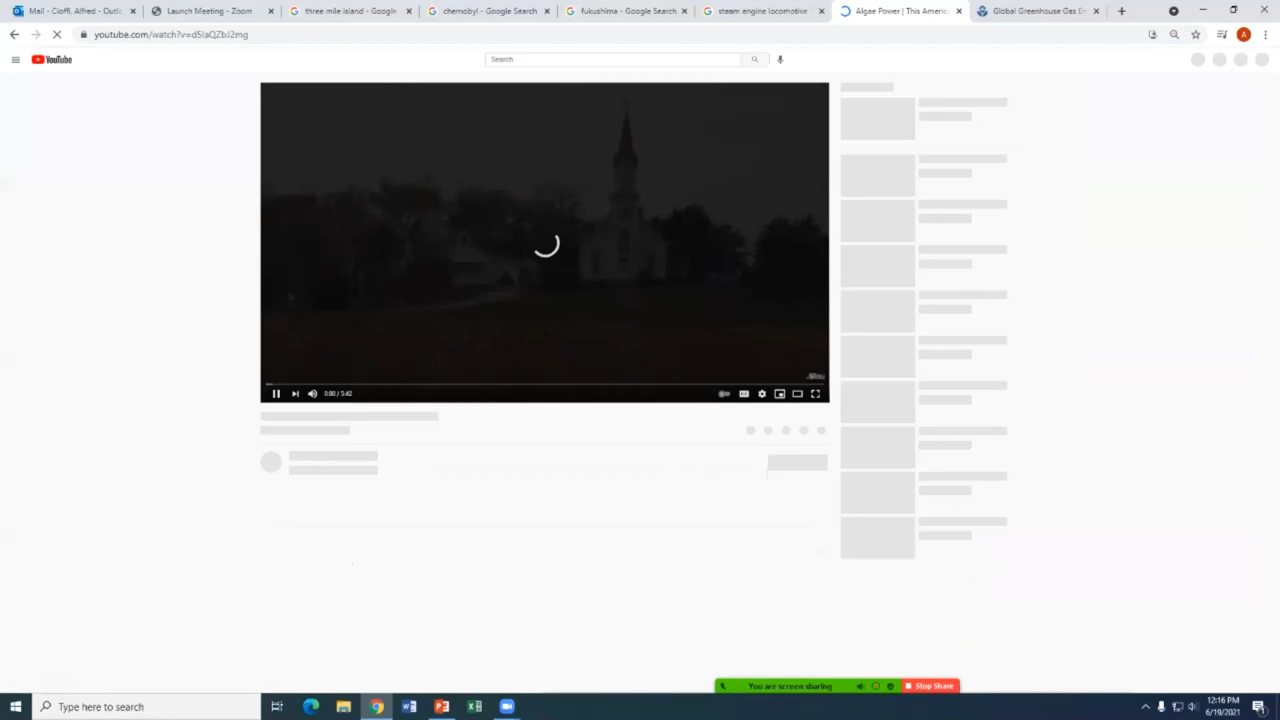 Mail - Cioffi, Alfred - Outlo
Launch Meeting - Zoom
three mile island - Google
chernobyl - Google Search
fukushima - Google Search
steam engine locomotive
Algae Power | This America
Global Greenhouse Gas E
youtube.com/watch?v=d5laQZbJ2mg
A
YouTube
Search
0:00 / 5:42
You are screen sharing
Stop Share
Type here to search
12:16 PM
6/19/2021
1